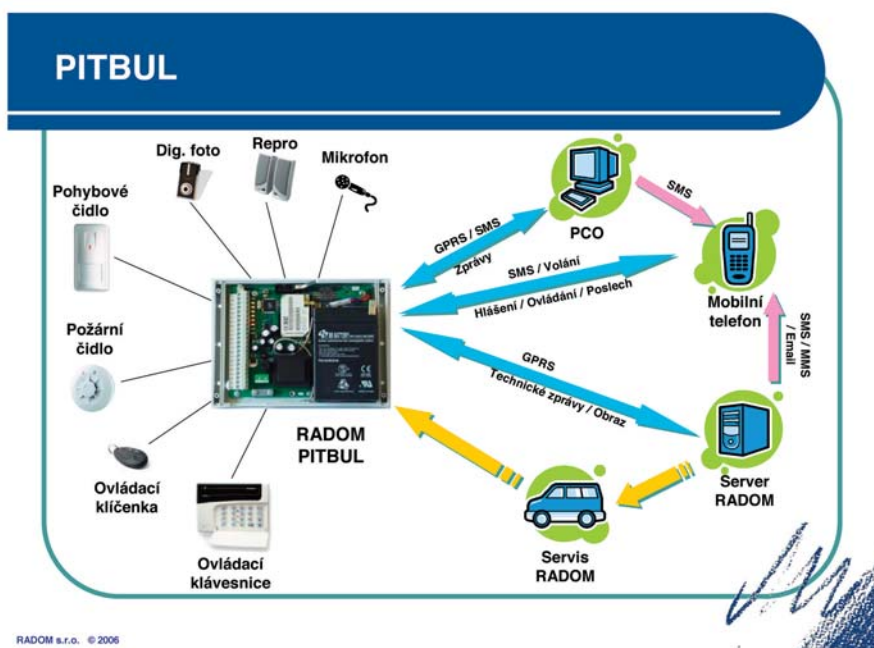 PITBUL
Dig. foto
Repro
Mikrofon
Pohybové
čidlo
Požární
čidlo
Ovládací
klíčenka
Ovládací
klávesnice
RADOM
PITBUL
GPRS / SMS
Zprávy
PCO
SMS
SMS / Volání
Hlášení / Ovládání / Poslech
Mobilní
telefon
SMS / MMS
/ Email
GPRS
Technické zprávy / Obraz
Server
RADOM
Servis
RADOM
RADOM s.r.o. © 2006